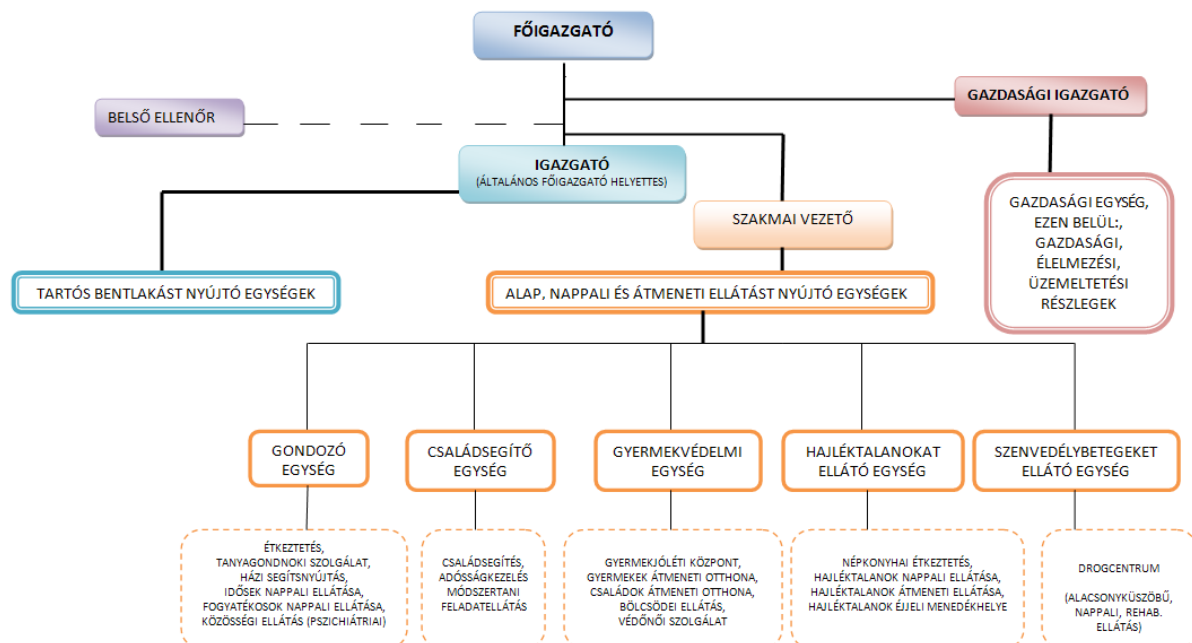 FŐIGAZGATÓ
GAZDASÁGI IGAZGATÓ
BELSŐ ELLENŐR
IGAZGATÓ
(ÁLTALÁNOS FŐIGAZGATÓ HELYETTES)
SZAKMAI VEZETŐ
GAZDASÁGI EGYSÉG,
EZEN BELÜL:,
GAZDASÁGI,
ÉLELMEZÉSI,
ÜZEMELTETÉSI
RÉSZLEGEK
TARTÓS BENTLAKÁST NYÚJTÓ EGYSÉGEK
ALAP, NAPPALI ÉS ÁTMENETI ELLÁTÁST NYÚJTÓ EGYSÉGEK
GONDOZÓ
EGYSÉG
CSALÁDSEGÍTŐ
EGYSÉG
GYERMEKVÉDELMI
EGYSÉG
HAJLÉKTALANOKAT
ELLÁTÓ EGYSÉG
SZENVEDÉLYBETEGEKET
ELLÁTÓ EGYSÉG
ÉTKEZTETÉS,
TANYAGONDNOKI SZOLGÁLAT,
HÁZI SEGÍTSNYÚJTÁS,
IDŐSEK NAPPALI ELLÁTÁSA,
FOGYATÉKOSOK NAPPALI ELLÁTÁSA,
KÖZÖSSÉGI ELLÁTÁS (PSZICHIÁTRIAI)
CSALÁDSEGÍTÉS,
ADÓSSÁGKEZELÉS
MÓDSZERTANI
FELADATELLÁTÁS
GYERMEKJÓLÉTI KÖZPONT,
GYERMEKEK ÁTMENETI OTTHONA,
CSALÁDOK ÁTMENETI OTTHONA,
BÖLCSÖDEI ELLÁTÁS,
VÉDŐNŐI SZOLGÁLAT
NÉPKONYHAI ÉTKEZTETÉS,
HAJLÉKTALANOK NAPPALI ELLÁTÁSA,
HAJLÉKTALANOK ÁTMENETI ELLÁTÁSA,
HAJLÉKTALANOK ÉJJELI MENEDÉKHELYE
DROGCENTRUM
(ALACSONYKÜSZÖBŰ,
NAPPALI, REHAB.
ELLÁTÁS)